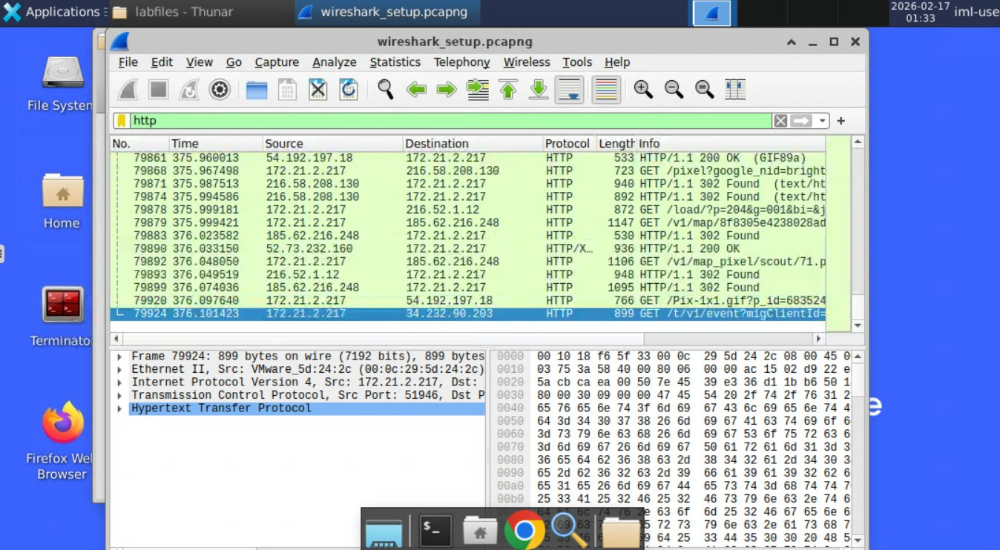 Applications labfiles - Thunar wireshark_setup.pcapng 2026-02-17 iml-use
01:33
File System
Home
Terminato
Firefox We
Browser
wireshark_setup.pcapng
File Edit View Go Capture Analyze Statistics Telephony Wireless Tools Help
http
No. Time Source Destination Protocol Length Info
79861 375.960013 54.192.197.18 172.21.2.217 HTTP 533 HTTP/1.1 200 OK (GIF89a)
79868 375.967498 172.21.2.217 216.58.208.130 HTTP 723 GET /pixel?google_nid=bright
79871 375.987513 216.58.208.130 172.21.2.217 HTTP 940 HTTP/1.1 302 Found (text/ht
79874 375.994586 216.58.208.130 172.21.2.217 HTTP 892 HTTP/1.1 302 Found (text/ht
79878 375.999181 172.21.2.217 216.52.1.12 HTTP 872 GET /load/?p=204&g=001&bi=&j
79879 375.999421 172.21.2.217 185.62.216.248 HTTP 1147 GET /v1/map/8f8305e4238028ad
79883 376.023582 185.62.216.248 172.21.2.217 HTTP 530 HTTP/1.1 302 Found
79890 376.033150 52.73.232.160 172.21.2.217 HTTP/X… 936 HTTP/1.1 200 OK
79892 376.048050 172.21.2.217 185.62.216.248 HTTP 1106 GET /v1/map_pixel/scout/71.p
79893 376.049519 216.52.1.12 172.21.2.217 HTTP 948 HTTP/1.1 302 Found
79899 376.074036 185.62.216.248 172.21.2.217 HTTP 1095 HTTP/1.1 302 Found
79920 376.097640 172.21.2.217 54.192.197.18 HTTP 766 GET /Pix-1x1.gif?p_id=683524
79924 376.101423 172.21.2.217 34.232.90.203 HTTP 899 GET /t/v1/event?migClientId=
Frame 79924: 899 bytes on wire (7192 bits), 899 bytes
Ethernet II, Src: VMware_5d:24:2c (00:0c:29:5d:24:2c)
Internet Protocol Version 4, Src: 172.21.2.217, Dst:
Transmission Control Protocol, Src Port: 51946, Dst P
Hypertext Transfer Protocol
0000 00 10 18 f6 5f 33 00 0c 29 5d 24 2c 08 00 45 0
0010 03 75 3a 58 40 00 80 06 00 00 ac 15 02 d9 22 e
0020 5a cb ca ea 00 50 7e 45 39 e3 36 d1 1b b6 50 1
0030 80 00 30 09 00 00 47 45 54 20 2f 74 2f 76 31 2
0040 65 76 65 6e 74 3f 6d 69 67 43 6c 69 65 6e 74 4
0050 64 3d 34 30 37 38 26 6d 69 67 41 63 74 69 6f 6
0060 3d 73 79 6e 63 68 26 6d 69 67 53 6f 75 72 63 6
0070 3d 6d 69 67 26 6d 69 67 50 61 72 61 6d 31 3d 3
0080 36 65 64 62 36 38 63 2d 38 34 32 61 2d 34 30 3
0090 65 2d 62 36 32 63 2d 39 66 61 39 61 39 32 62 6
00a0 65 31 65 26 6d 69 67 44 65 73 74 3d 68 74 74 7
00b0 25 33 41 25 32 46 25 32 46 73 79 6e 63 2e 74 6
2e 63 6f 6d 25 32 46 67 65 6e 6
65 72 73 79 6e 63 2e 61 73 68 7
69 64 25 33 44 35 30 30 20 48 5
e